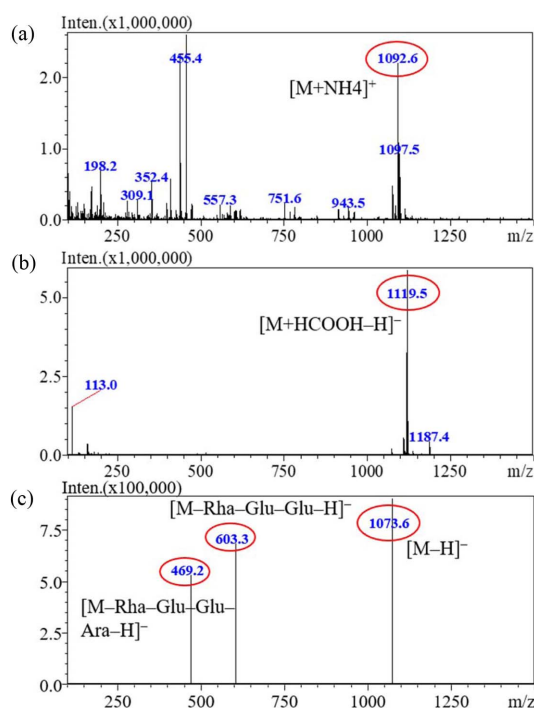 (a)
Inten.(x1,000,000)
455.4
1092.6
2.0
[M+NH4]+
1097.5
1.0
198.2
352.4
309.1
557.3
751.6
943.5
0.0
250 500 750 1000 1250 m/z
(b)
Inten.(x1,000,000)
1119.5
5.0
[M+HCOOH–H]–
2.5
113.0
1187.4
0.0
250 500 750 1000 1250 m/z
(c)
Inten.(x100,000)
[M–Rha–Glu–Glu–H]–
7.5
603.3
1073.6
[M–H]–
5.0
469.2
[M–Rha–Glu–Glu–
Ara–H]–
2.5
0.0
250 500 750 1000 1250 m/z